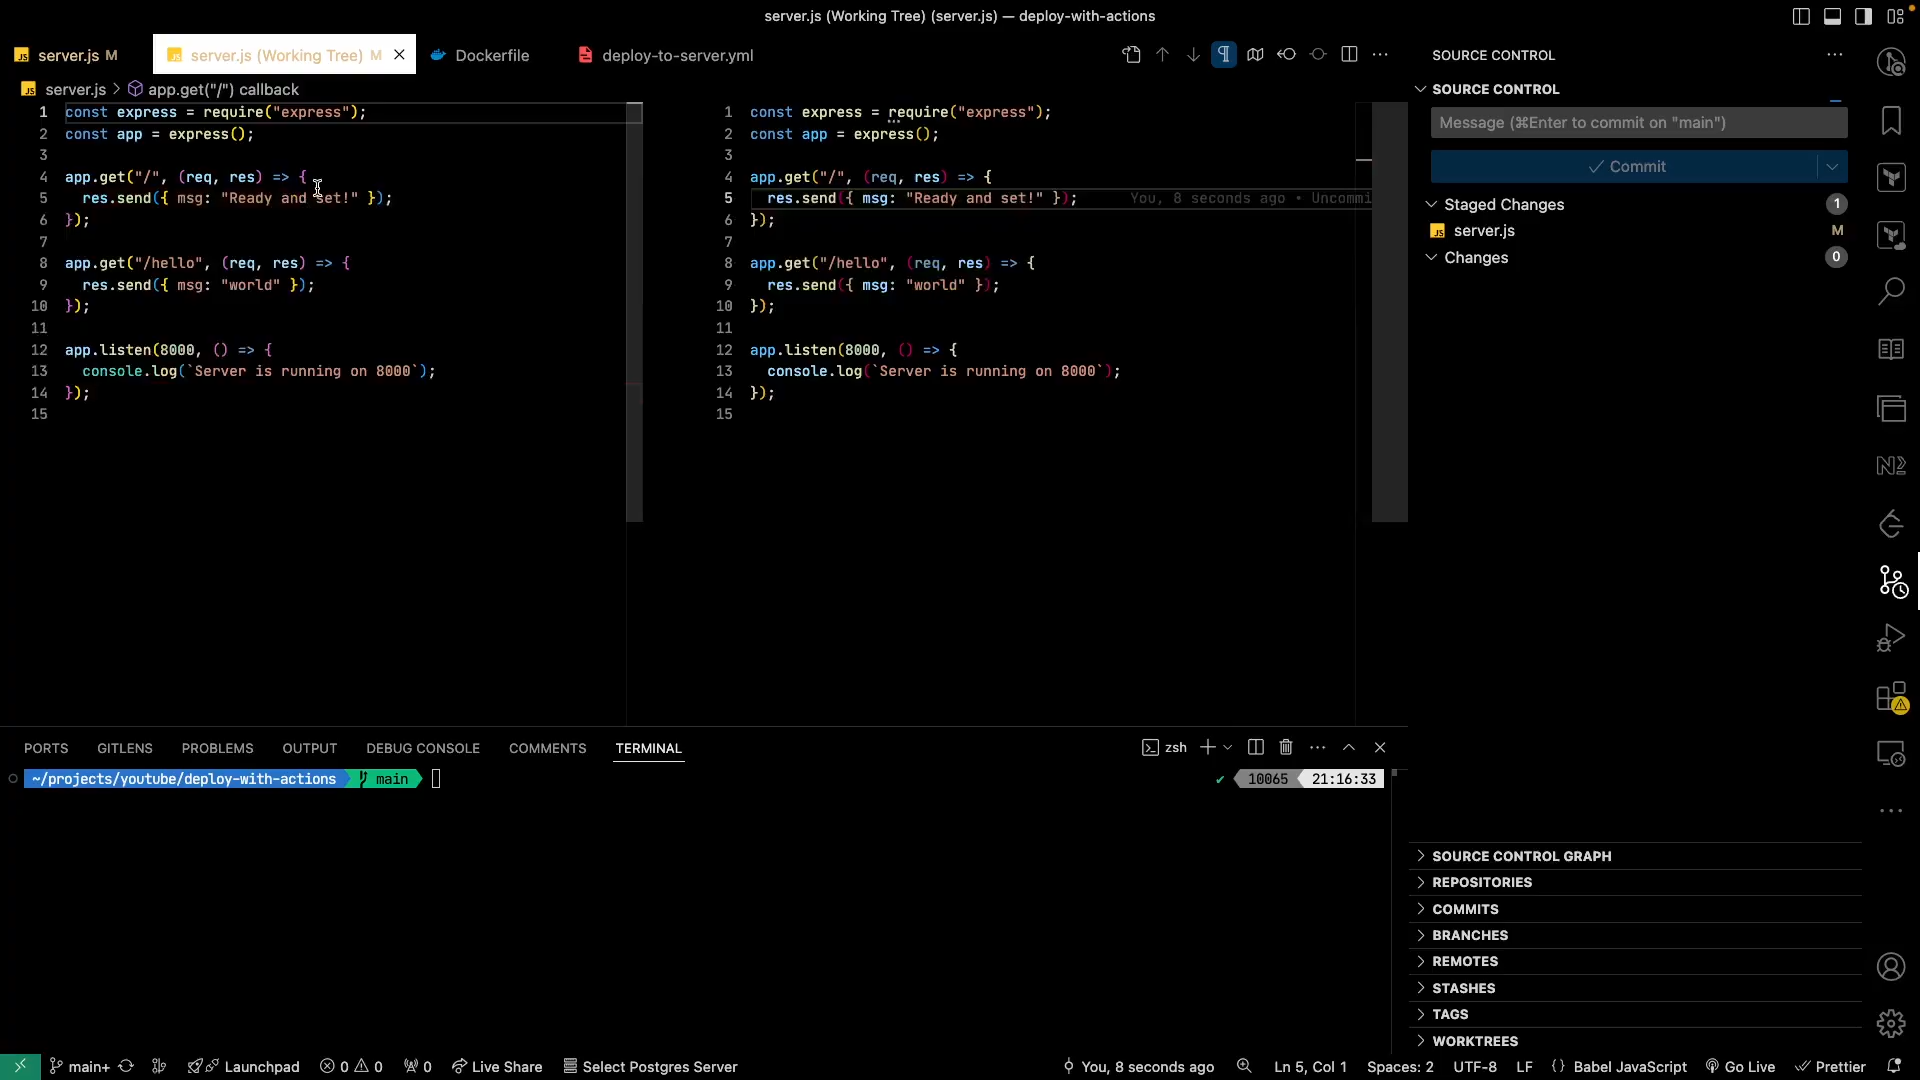 server.js (Working Tree) (server.js) — deploy-with-actions
server.js M
server.js (Working Tree) M
Dockerfile
deploy-to-server.yml
server.js > app.get("/") callback
1 const express = require("express");
2 const app = express();
3
4 app.get("/", (req, res) => {
5 res.send({ msg: "Ready and set!" });
6 });
7
8 app.get("/hello", (req, res) => {
9 res.send({ msg: "world" });
10 });
11
12 app.listen(8000, () => {
13 console.log(`Server is running on 8000`);
14 });
15
1 const express = require("express");
2 const app = express();
3
4 app.get("/", (req, res) => {
5 res.send({ msg: "Ready and set!" }); You, 8 seconds ago • Uncommi
6 });
7
8 app.get("/hello", (req, res) => {
9 res.send({ msg: "world" });
10 });
11
12 app.listen(8000, () => {
13 console.log(`Server is running on 8000`);
14 });
15
SOURCE CONTROL
SOURCE CONTROL
Message (⌘Enter to commit on "main")
Commit
Staged Changes 1
server.js M
Changes 0
PORTS GITLENS PROBLEMS OUTPUT DEBUG CONSOLE COMMENTS TERMINAL
zsh
~/projects/youtube/deploy-with-actions main
10065 21:16:33
SOURCE CONTROL GRAPH
REPOSITORIES
COMMITS
BRANCHES
REMOTES
STASHES
TAGS
WORKTREES
main+ Launchpad 0 0 0 Live Share Select Postgres Server
You, 8 seconds ago Ln 5, Col 1 Spaces: 2 UTF-8 LF {} Babel JavaScript Go Live Prettier